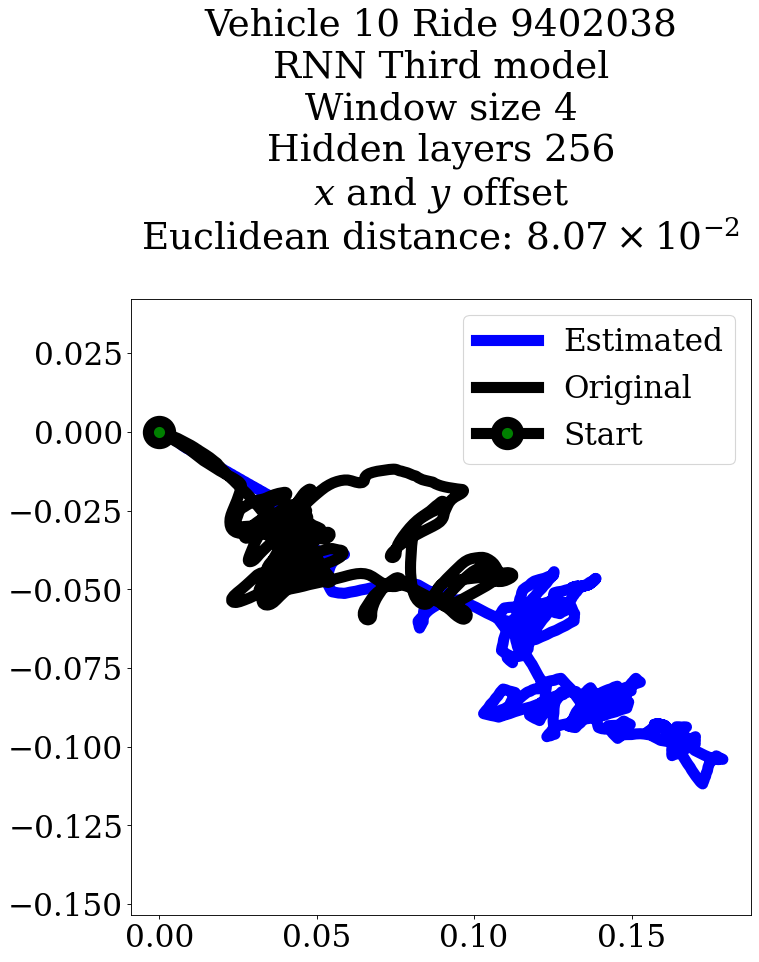 Vehicle 10 Ride 9402038
RNN Third model
Window size 4
Hidden layers 256
x and y offset
Euclidean distance: 8.07 × 10⁻²
Estimated
Original
Start
0.025
0.000
−0.025
−0.050
−0.075
−0.100
−0.125
−0.150
0.00 0.05 0.10 0.15